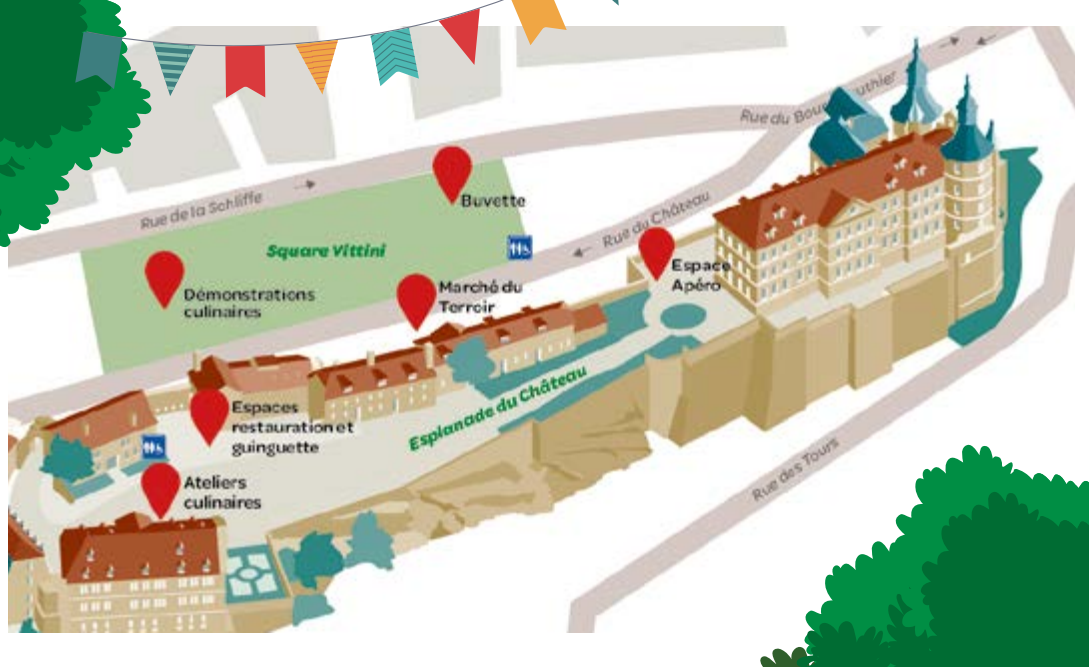 Rue du Bourg
uthier
Rue de la Schliffe
Buvette
Rue du Château
Square Vittini
Espace
Apéro
Démonstrations
culinaires
Marché du
Terroir
Esplanade du Château
Espaces
restauration et
guinguette
Rue des Tours
Ateliers
culinaires